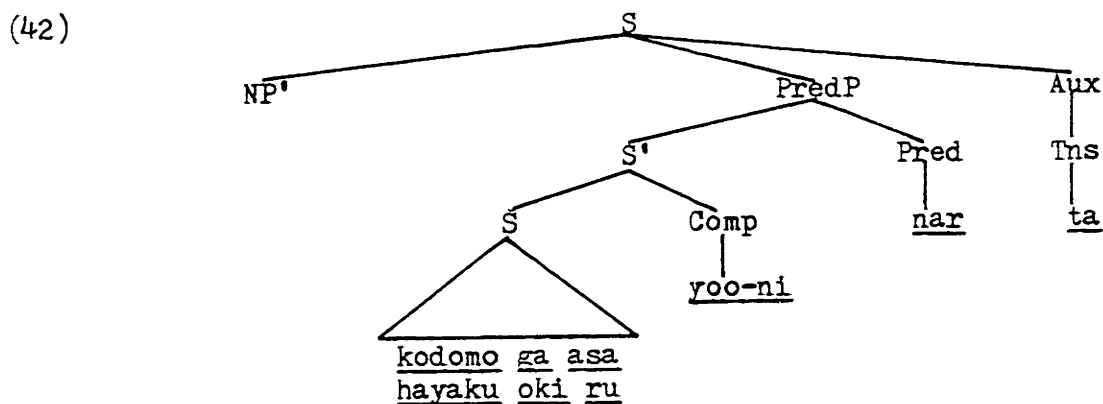 (42)
S
NP' PredP Aux
S' Pred Tns
S Comp nar ta
yoo-ni
kodomo ga asa
hayaku oki ru